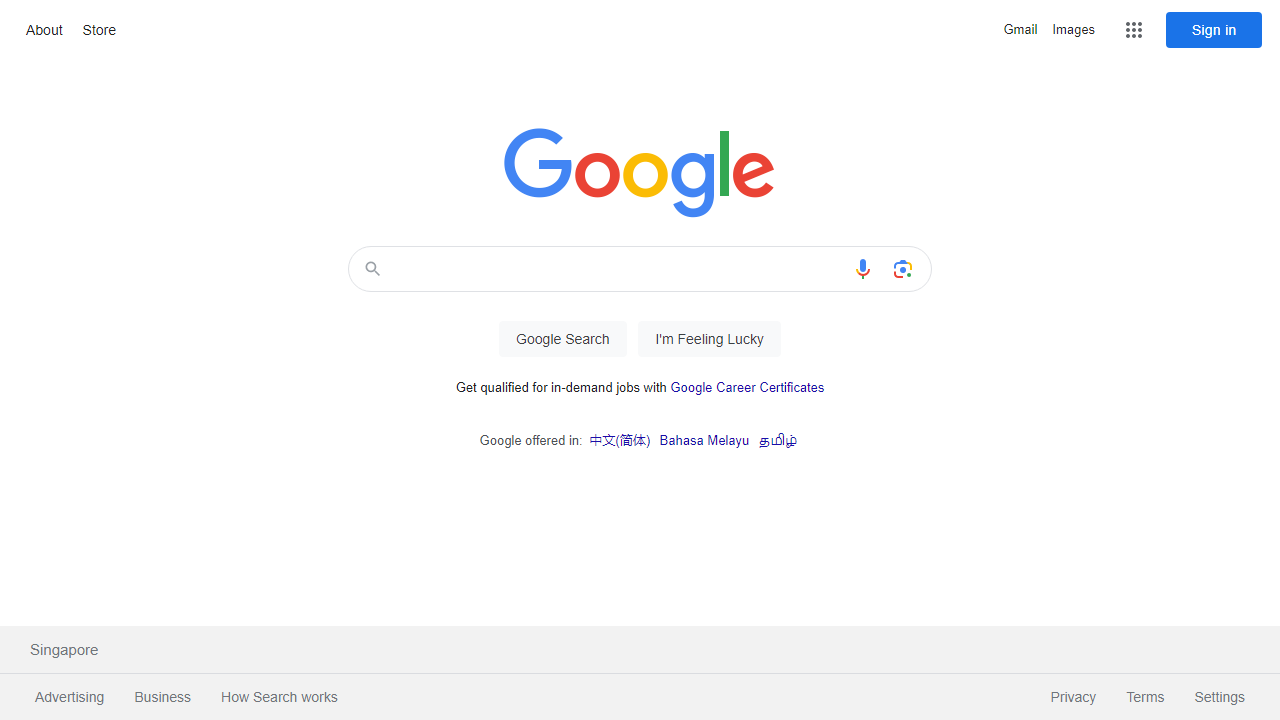 About Store Gmail Images Sign in
Google
Google Search I'm Feeling Lucky
Get qualified for in-demand jobs with Google Career Certificates
Google offered in: 中文(简体) Bahasa Melayu தமிழ்
Singapore
Advertising Business How Search works Privacy Terms Settings